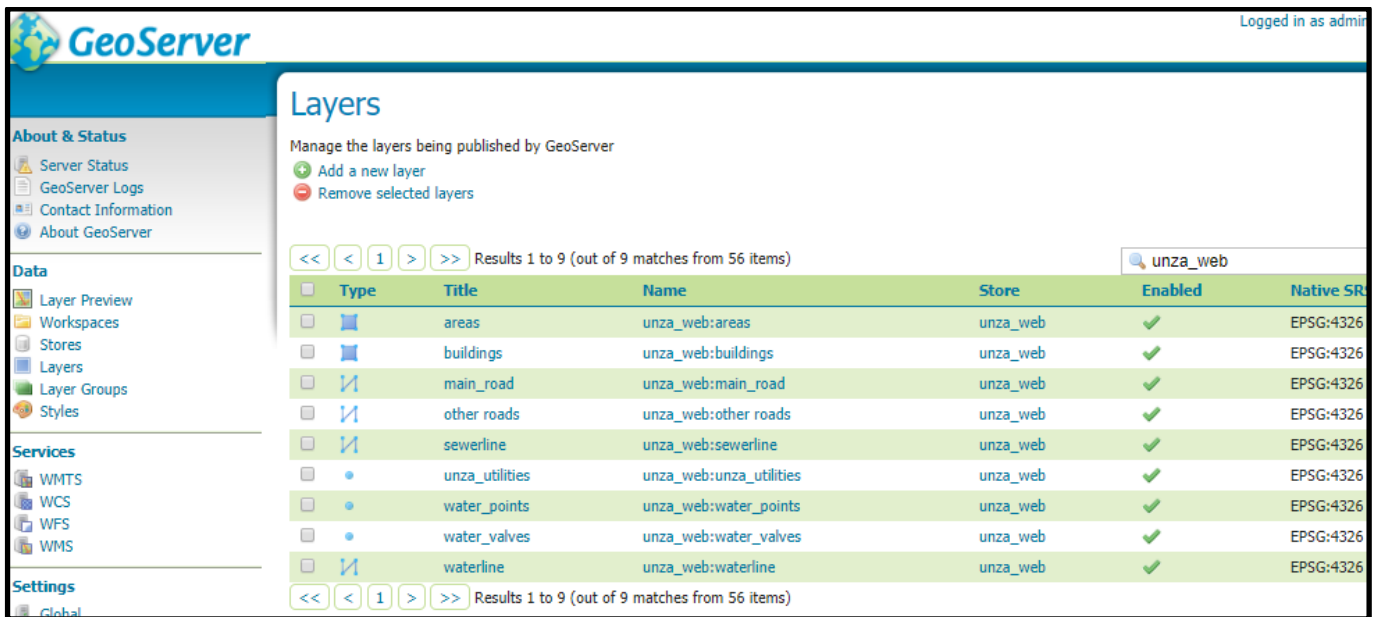 GeoServer
Logged in as admin
About & Status
Server Status
GeoServer Logs
Contact Information
About GeoServer
Data
Layer Preview
Workspaces
Stores
Layers
Layer Groups
Styles
Services
WMTS
WCS
WFS
WMS
Settings
Global
Layers
Manage the layers being published by GeoServer
Add a new layer
Remove selected layers
<< < 1 > >> Results 1 to 9 (out of 9 matches from 56 items) unza_web
Type Title Name Store Enabled Native SRS
areas unza_web:areas unza_web EPSG:4326
buildings unza_web:buildings unza_web EPSG:4326
main_road unza_web:main_road unza_web EPSG:4326
other roads unza_web:other roads unza_web EPSG:4326
sewerline unza_web:sewerline unza_web EPSG:4326
unza_utilities unza_web:unza_utilities unza_web EPSG:4326
water_points unza_web:water_points unza_web EPSG:4326
water_valves unza_web:water_valves unza_web EPSG:4326
waterline unza_web:waterline unza_web EPSG:4326
<< < 1 > >> Results 1 to 9 (out of 9 matches from 56 items)